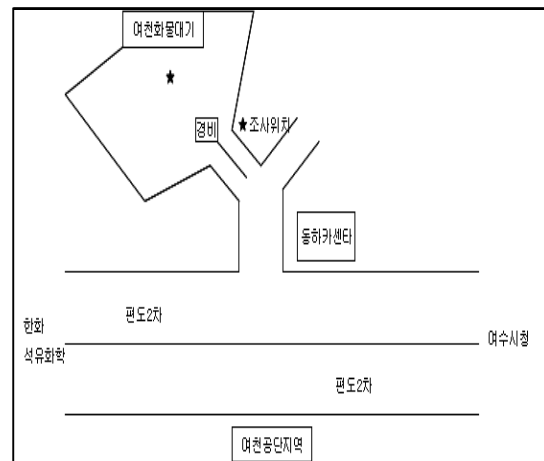 여천화물대기
★
경비
★조사위치
동하카센타
편도2차
한화
석유화학
여수시청
편도2차
여천공단지역